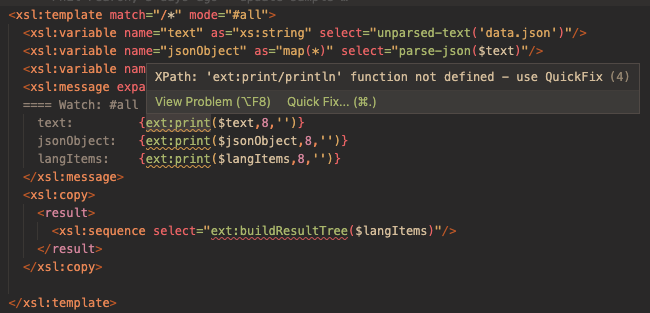 <xsl:template match="/*" mode="#all">
<xsl:variable name="text" as="xs:string" select="unparsed-text('data.json')"/>
<xsl:variable name="jsonObject" as="map(*)" select="parse-json($text)"/>
<xsl:variable nam
XPath: 'ext:print/println' function not defined - use QuickFix (4)
<xsl:message expa
View Problem (⌥F8) Quick Fix... (⌘.)
==== Watch: #all
text: {ext:print($text,8,'')}
jsonObject: {ext:print($jsonObject,8,'')}
langItems: {ext:print($langItems,8,'')}
</xsl:message>
<xsl:copy>
<result>
<xsl:sequence select="ext:buildResultTree($langItems)"/>
</result>
</xsl:copy>
</xsl:template>